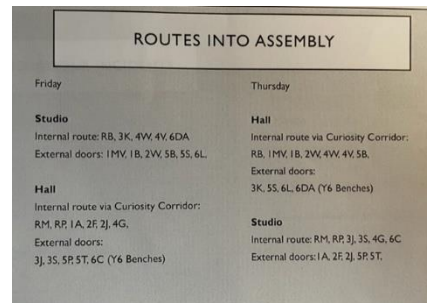 ROUTES INTO ASSEMBLY
Friday
Studio
Internal route: RB, 3K, 4W, 4V, 6DA
External doors: 1MV, 1B, 2W, 5B, 5S, 6L,
Hall
Internal route via Curiosity Corridor:
RM, RP, 1A, 2F, 2J, 4G,
External doors:
3J, 3S, 5P, 5T, 6C (Y6 Benches)
Thursday
Hall
Internal route via Curiosity Corridor:
RB, 1MV, 1B, 2W, 4W, 4V, 5B,
External doors:
3K, 5S, 6L, 6DA (Y6 Benches)
Studio
Internal route: RM, RP, 3J, 3S, 4G, 6C
External doors: 1A, 2F, 2J, 5P, 5T,